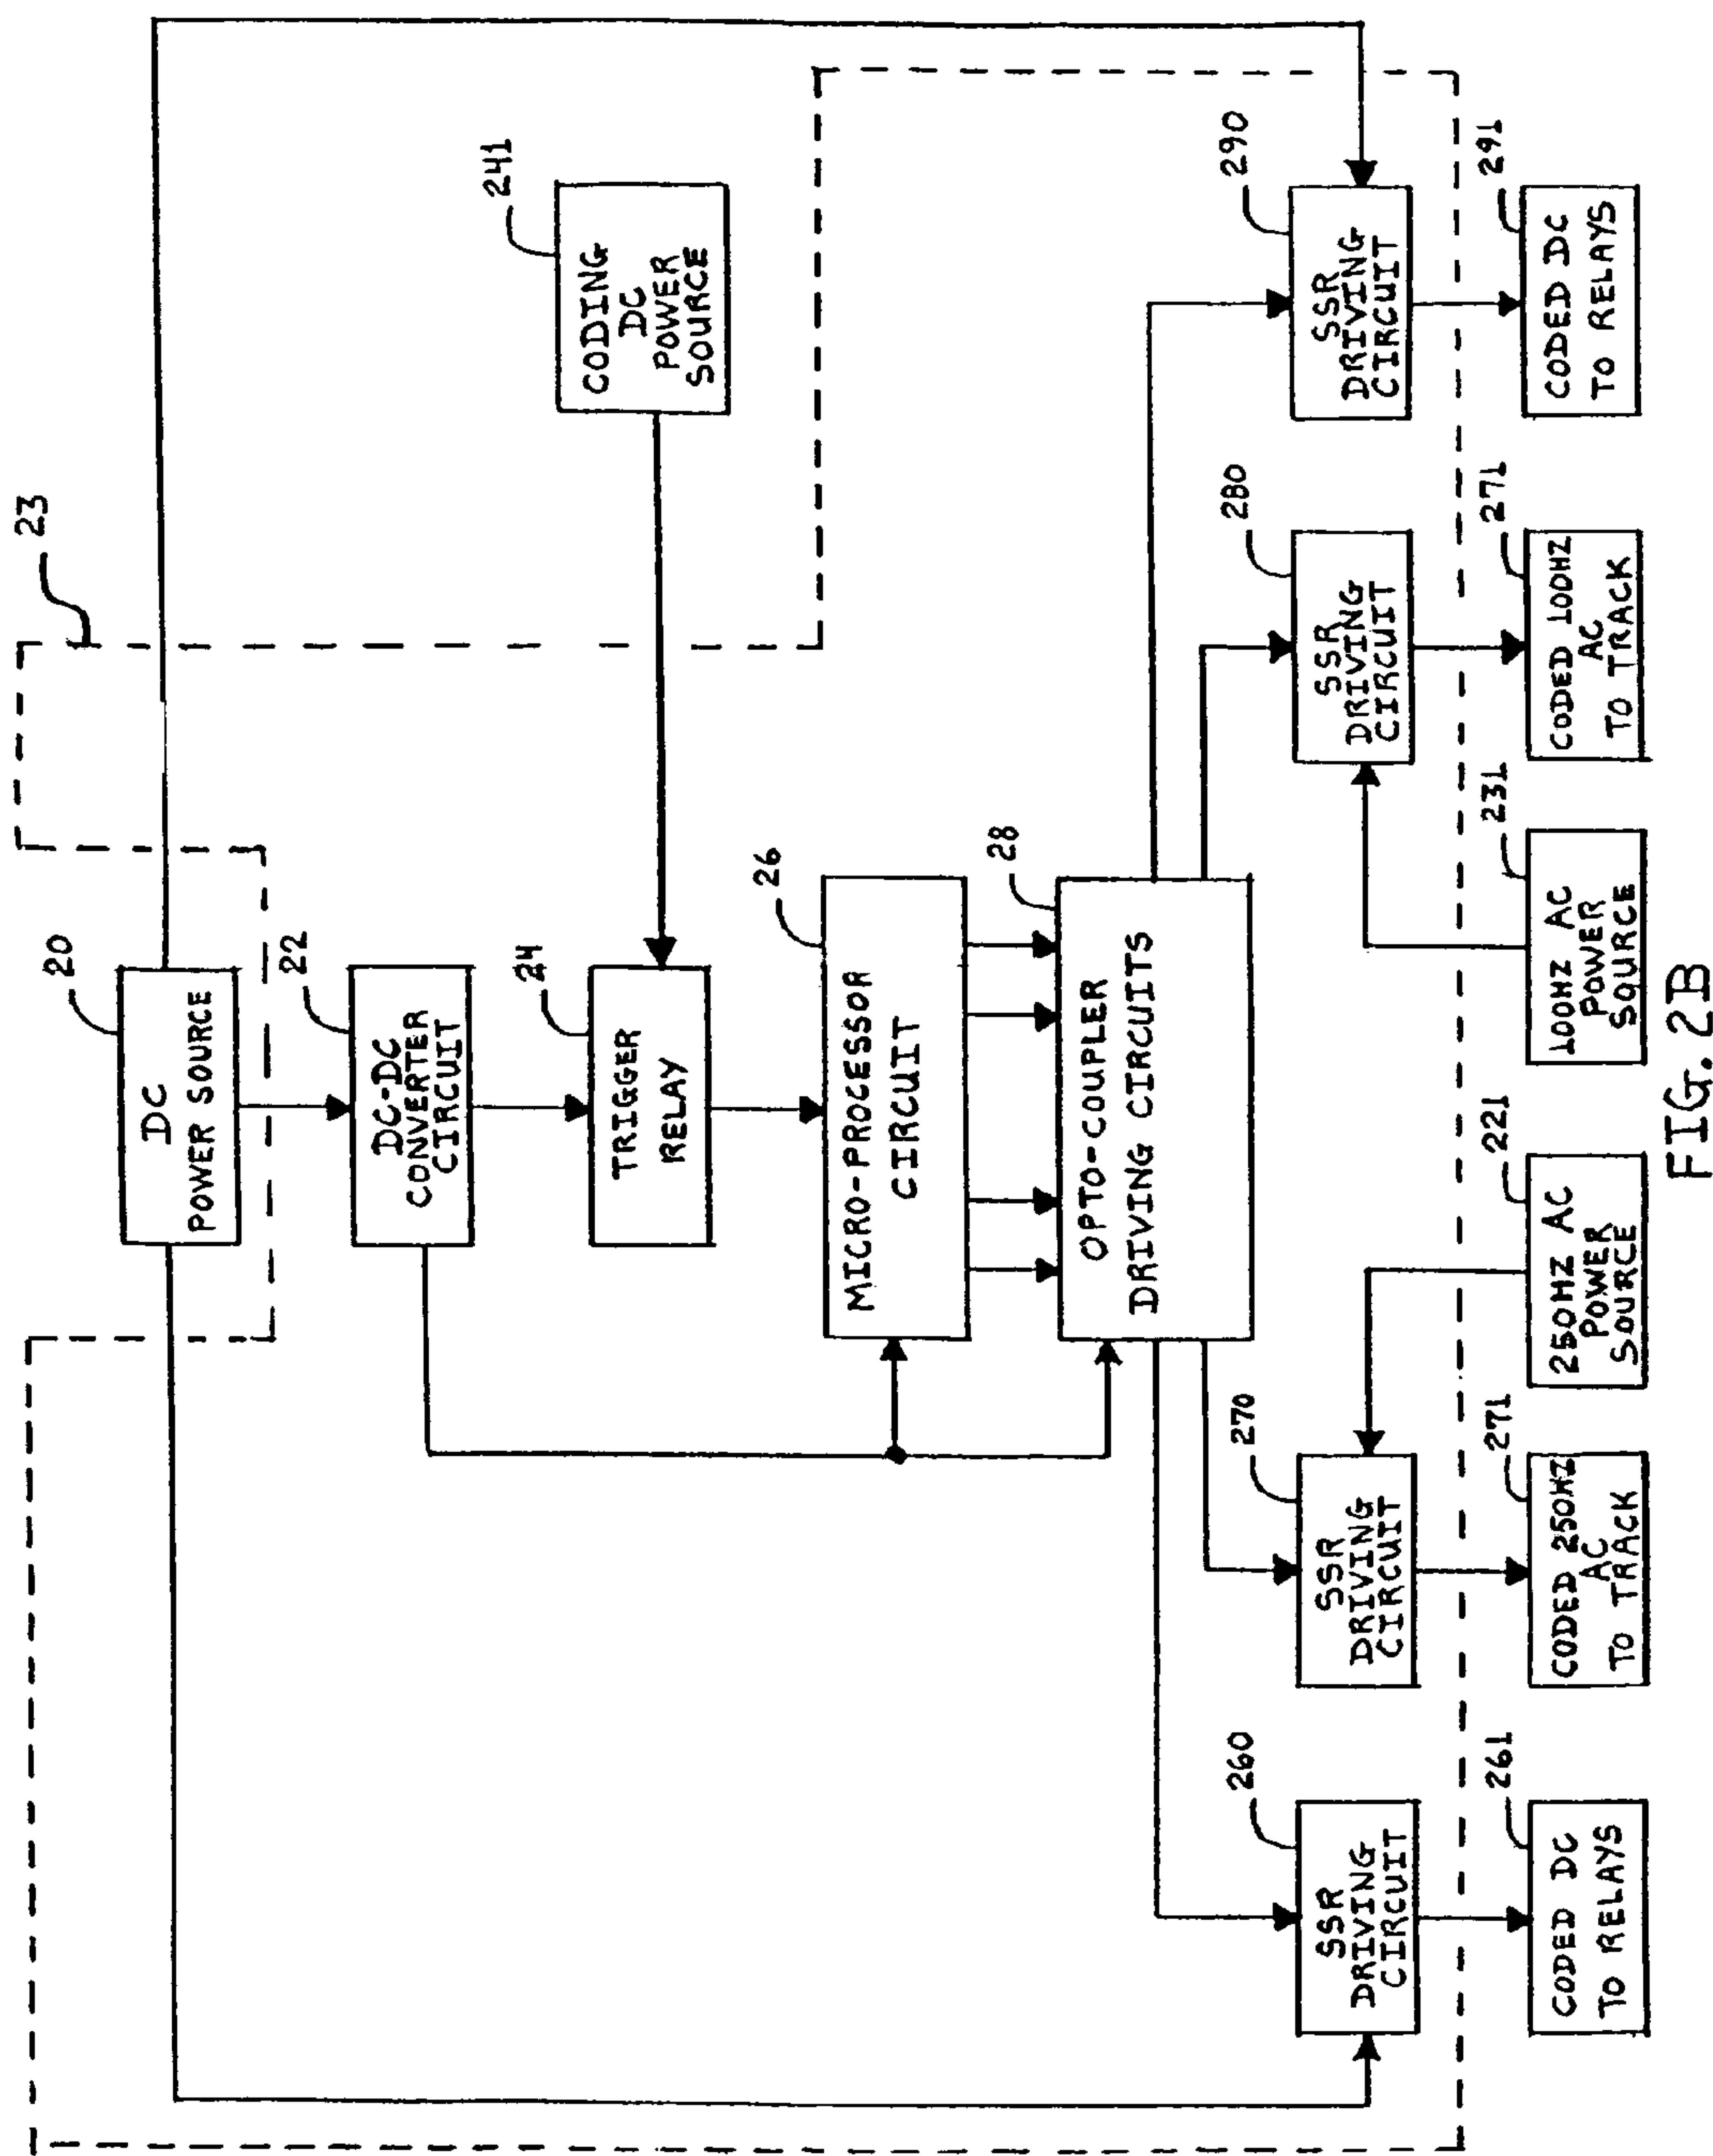 23
20
DC
POWER SOURCE
22
DC-DC
CONVERTER
CIRCUIT
24
TRIGGER
RELAY
241
CODING
DC
POWER
SOURCE
26
MICRO-PROCESSOR
CIRCUIT
28
OPTO-COUPLER
DRIVING CIRCUITS
260
SSR
DRIVING
CIRCUIT
270
SSR
DRIVING
CIRCUIT
280
SSR
DRIVING
CIRCUIT
290
SSR
DRIVING
CIRCUIT
261
CODED DC
TO RELAYS
271
CODED 250HZ
AC
TO TRACK
221
250HZ AC
POWER
SOURCE
231
100HZ AC
POWER
SOURCE
271
CODED 100HZ
AC
TO TRACK
291
CODED DC
TO RELAYS
FIG. 2B